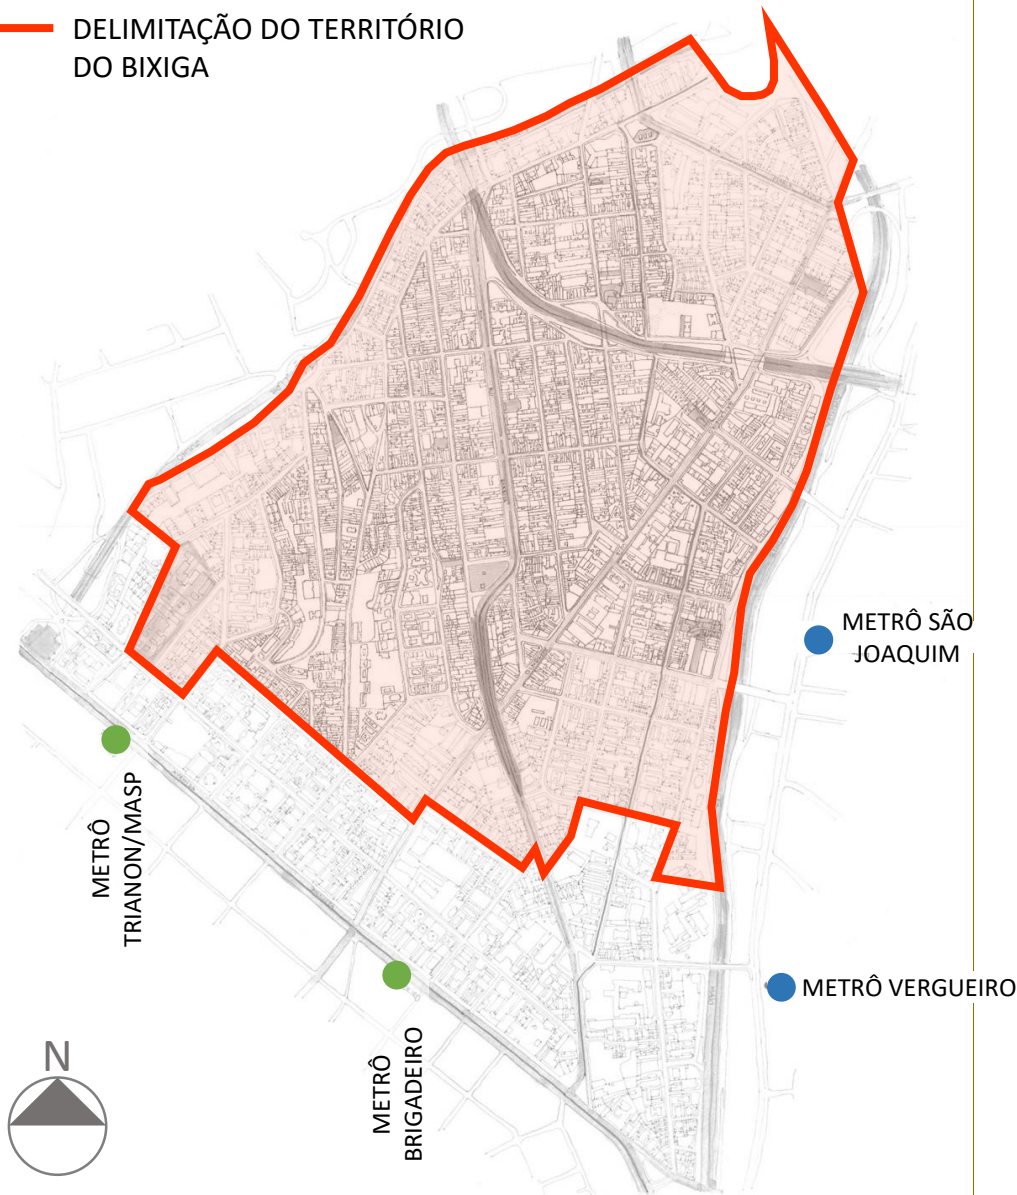 DELIMITAÇÃO DO TERRITÓRIO
DO BIXIGA
METRÔ SÃO
JOAQUIM
METRÔ
TRIANON/MASP
METRÔ VERGUEIRO
METRÔ
BRIGADEIRO
N